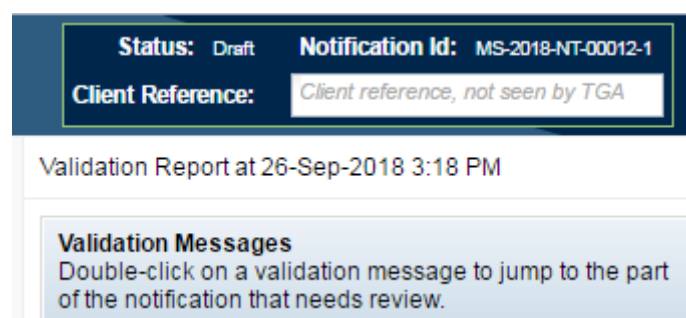 Status: Draft Notification Id: MS-2018-NT-00012-1
Client Reference: Client reference, not seen by TGA
Validation Report at 26-Sep-2018 3:18 PM
Validation Messages
Double-click on a validation message to jump to the part
of the notification that needs review.